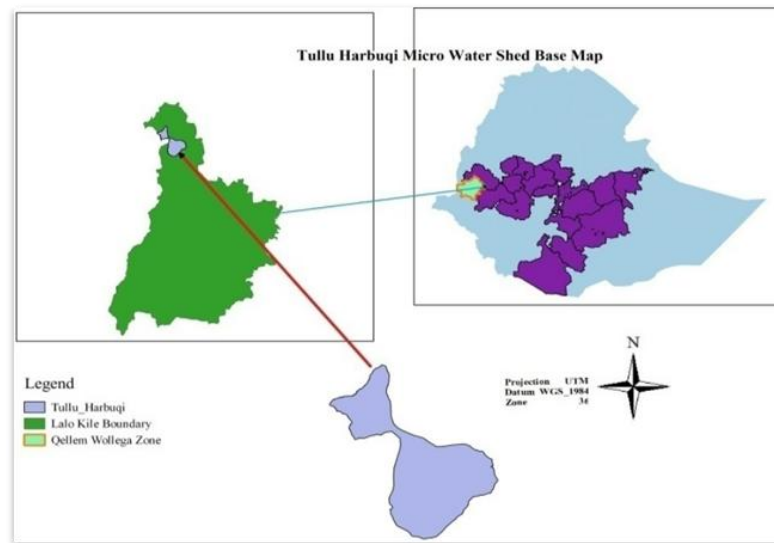 Tullu Harbuqi Micro Water Shed Base Map
N
Legend
Tullu_Harbuqi
Lalo Kile Boundary
Qellem Wollega Zone
Projection UTM
Datum WGS_1984
Zone